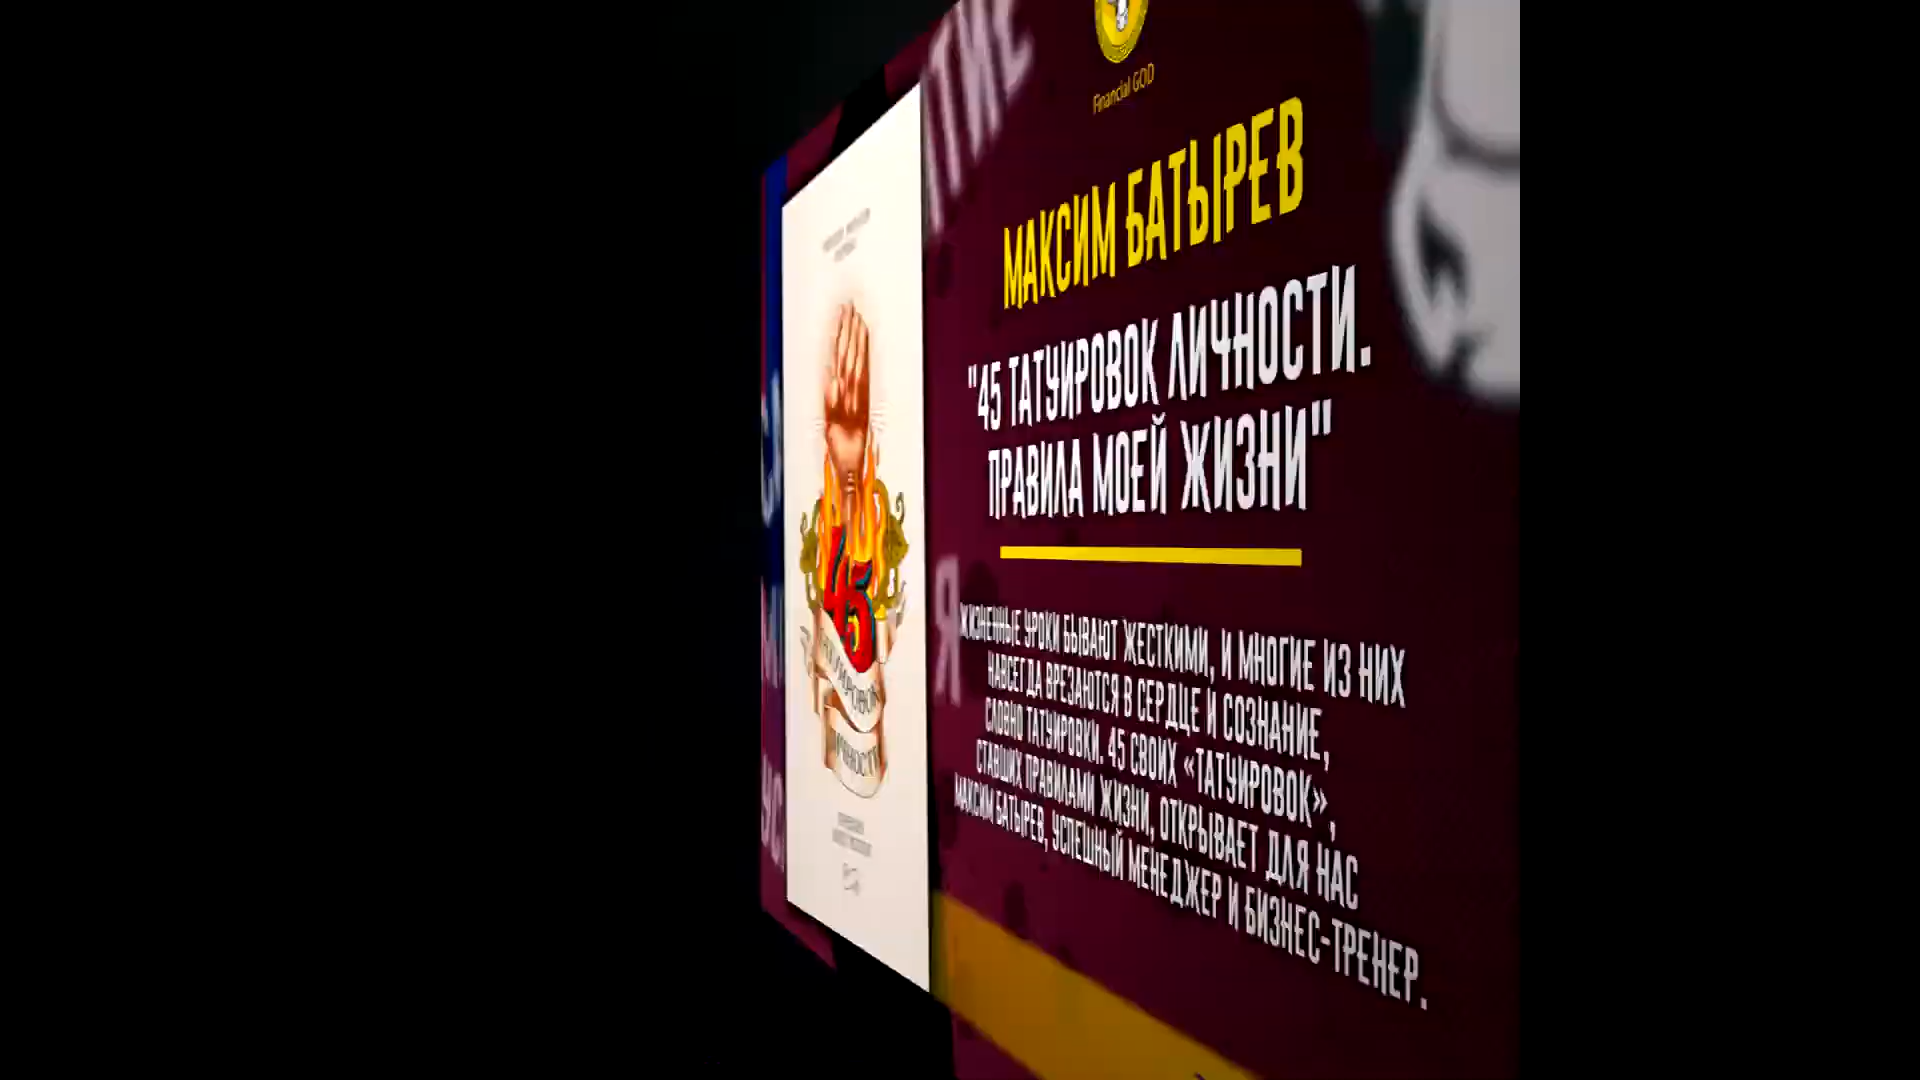 Financial GOD
МАКСИМ БАТЫРЕВ
"45 ТАТУИРОВОК ЛИЧНОСТИ.
ПРАВИЛА МОЕЙ ЖИЗНИ"
ЖИЗНЕННЫЕ УРОКИ БЫВАЮТ ЖЕСТКИМИ, И МНОГИЕ ИЗ НИХ
НАВСЕГДА ВРЕЗАЮТСЯ В СЕРДЦЕ И СОЗНАНИЕ,
СЛОВНО ТАТУИРОВКИ. 45 СВОИХ «ТАТУИРОВОК»,
СТАВШИХ ПРАВИЛАМИ ЖИЗНИ, ОТКРЫВАЕТ ДЛЯ НАС
МАКСИМ БАТЫРЕВ, УСПЕШНЫЙ МЕНЕДЖЕР И БИЗНЕС-ТРЕНЕР.
45